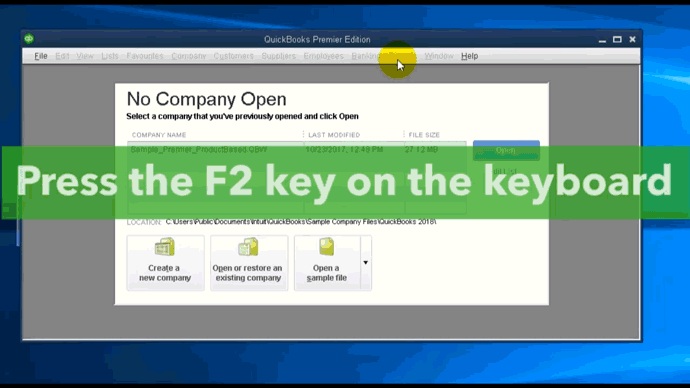 QuickBooks Premier Edition
File Edit View Lists Favourites Company Customers Suppliers Employees Banking Window Help
No Company Open
Select a company that you've previously opened and click Open
COMPANY NAME LAST MODIFIED FILE SIZE
Sample_Premier_ProductBased.QBW 10/23/2017, 12:49 PM 27.12 MB Open
Press the F2 key on the keyboard
LOCATION: C:\Users\Public\Documents\Intuit\QuickBooks\Sample Company Files\QuickBooks 2018\
Create a
new company
Open or restore an
existing company
Open a
sample file